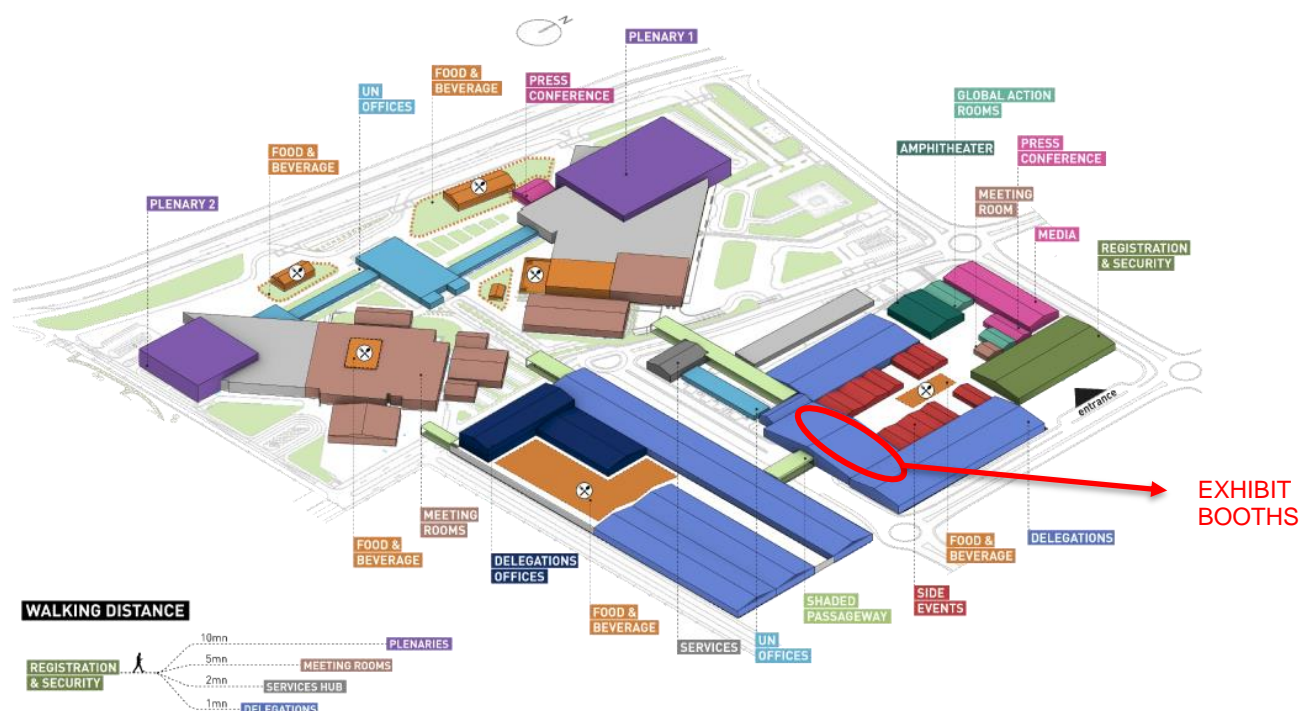 N
PLENARY 1
FOOD &
BEVERAGE
PRESS
CONFERENCE
UN
OFFICES
GLOBAL ACTION
ROOMS
FOOD &
BEVERAGE
AMPHITHEATER
PRESS
CONFERENCE
MEETING
ROOM
PLENARY 2
MEDIA
REGISTRATION
& SECURITY
entrance
EXHIBIT
BOOTHS
MEETING
ROOMS
FOOD &
BEVERAGE
DELEGATIONS
OFFICES
FOOD &
BEVERAGE
DELEGATIONS
SIDE
EVENTS
SHADED
PASSAGEWAY
FOOD &
BEVERAGE
SERVICES
UN
OFFICES
WALKING DISTANCE
REGISTRATION
& SECURITY
10mn
PLENARIES
5mn
MEETING ROOMS
2mn
SERVICES HUB
1mn
DELEGATIONS